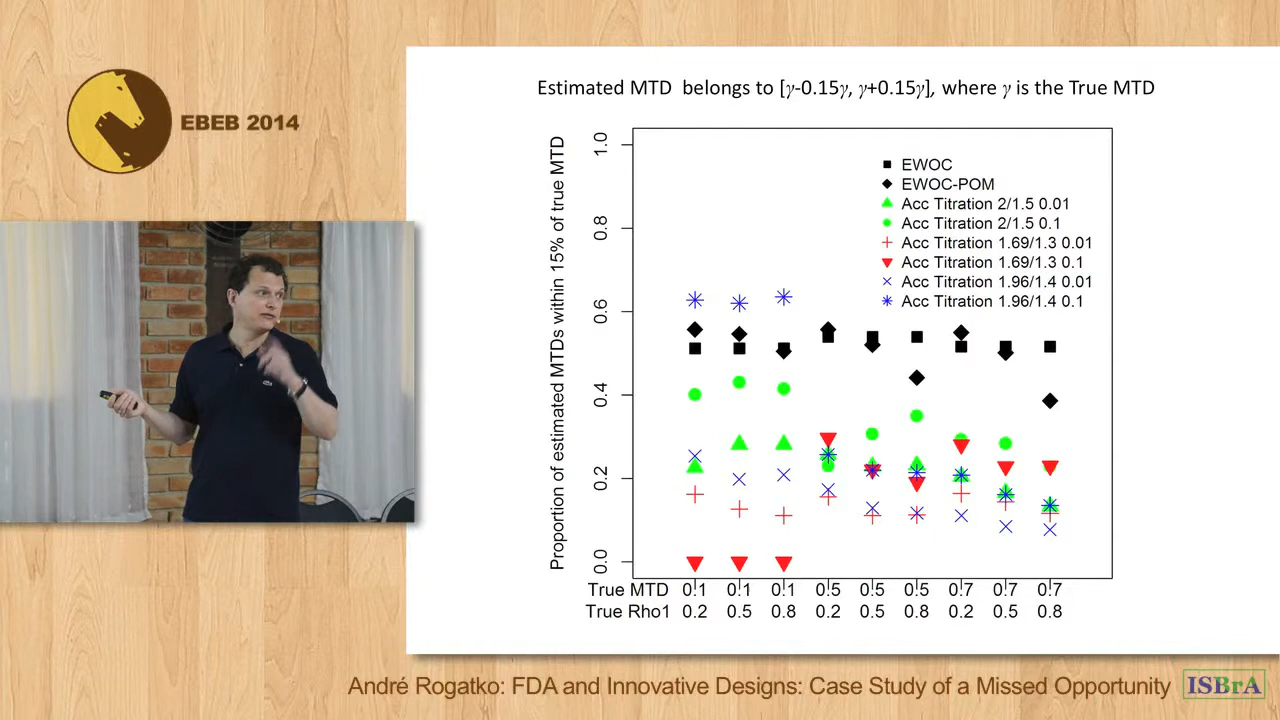 EBEB 2014
Estimated MTD belongs to [γ-0.15γ, γ+0.15γ], where γ is the True MTD
Proportion of estimated MTDs within 15% of true MTD
1.0
0.8
0.6
0.4
0.2
0.0
EWOC
EWOC-POM
Acc Titration 2/1.5 0.01
Acc Titration 2/1.5 0.1
Acc Titration 1.69/1.3 0.01
Acc Titration 1.69/1.3 0.1
Acc Titration 1.96/1.4 0.01
Acc Titration 1.96/1.4 0.1
True MTD 0.1 0.1 0.1 0.5 0.5 0.5 0.7 0.7 0.7
True Rho1 0.2 0.5 0.8 0.2 0.5 0.8 0.2 0.5 0.8
André Rogatko: FDA and Innovative Designs: Case Study of a Missed Opportunity
ISBrA